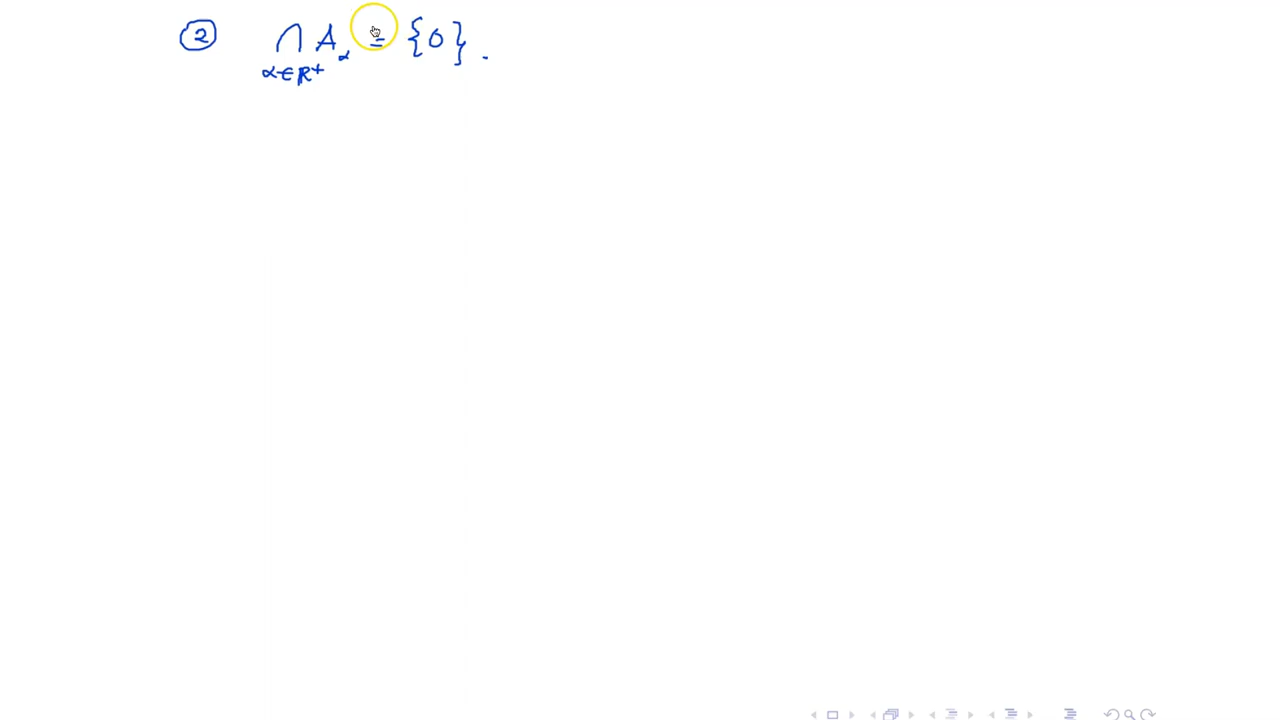 ② ∩ A_α = {0}.
α∈ℝ⁺